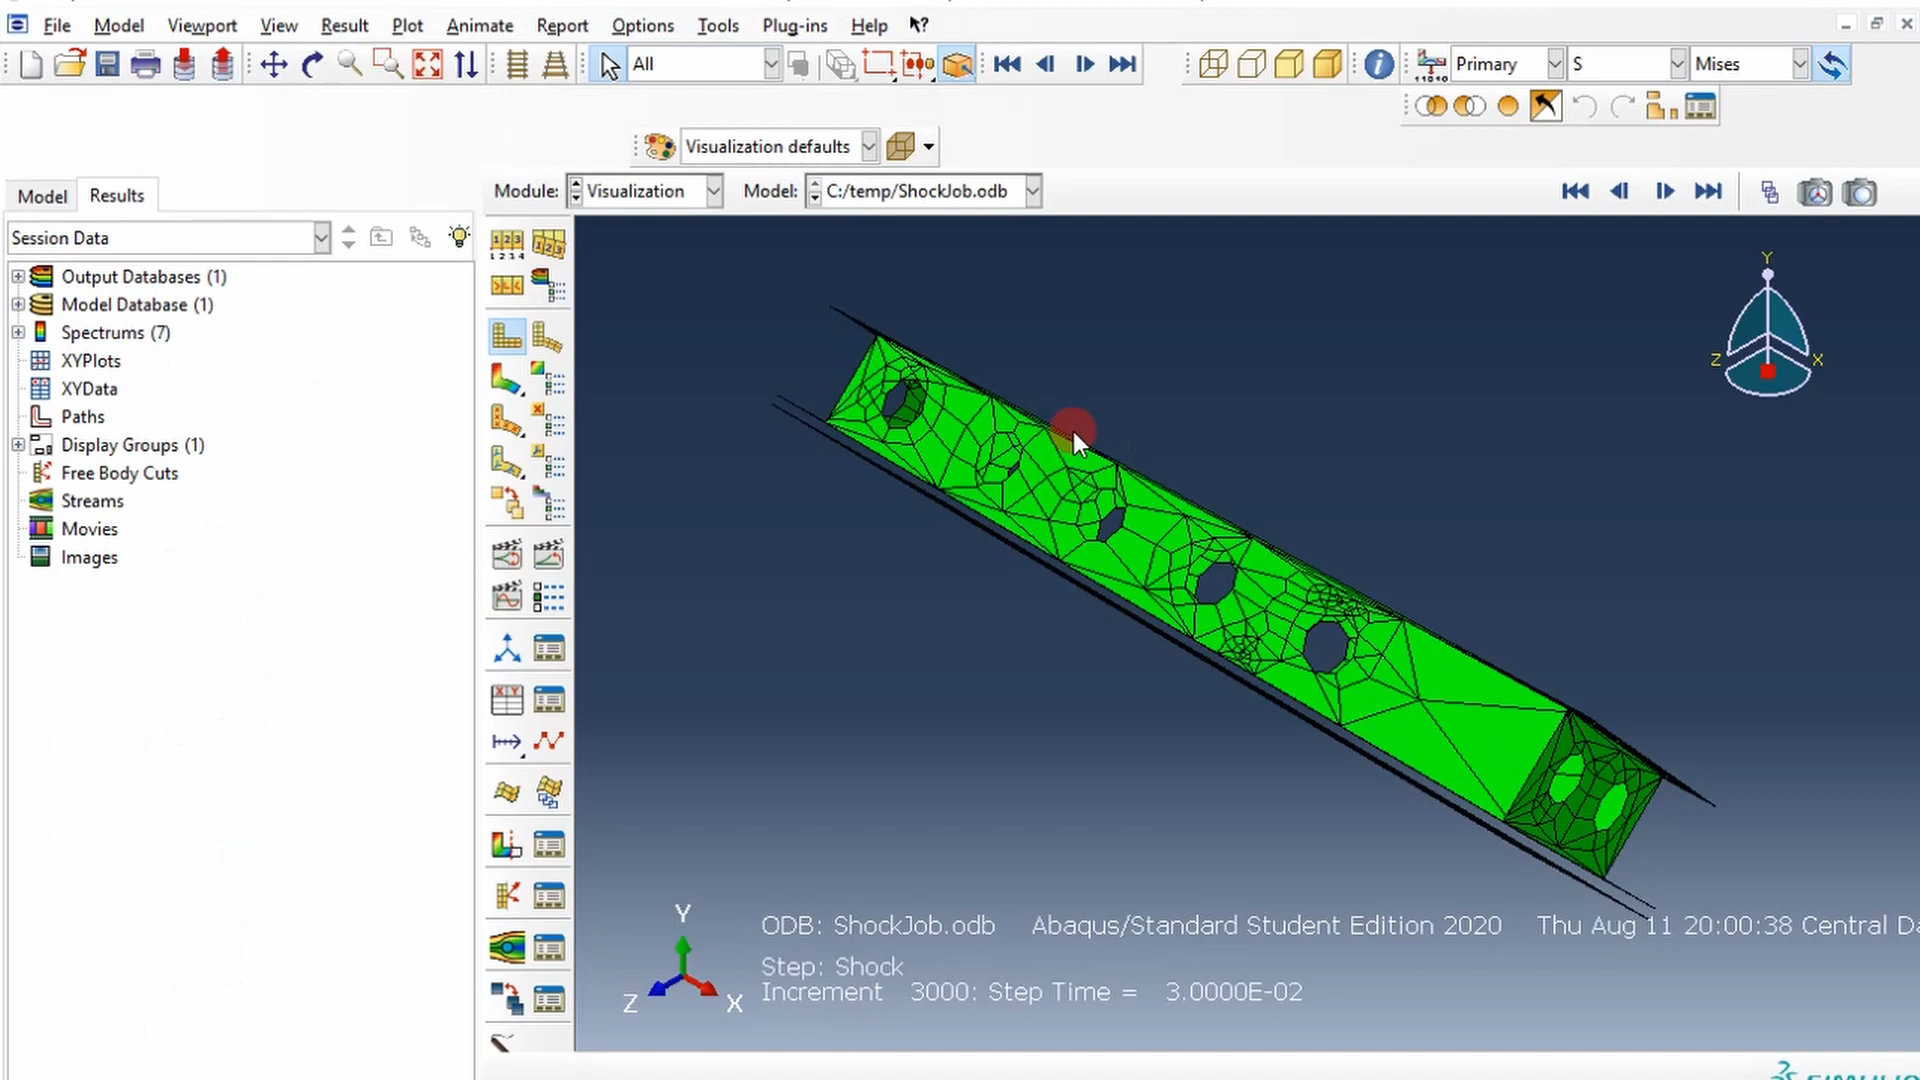 File Model Viewport View Result Plot Animate Report Options Tools Plug-ins Help
All Primary S Mises
Visualization defaults
Model Results
Module: Visualization Model: C:/temp/ShockJob.odb
Session Data
Output Databases (1)
Model Database (1)
Spectrums (7)
XYPlots
XYData
Paths
Display Groups (1)
Free Body Cuts
Streams
Movies
Images
Y
Z X
Y
Z X
ODB: ShockJob.odb Abaqus/Standard Student Edition 2020 Thu Aug 11 20:00:38 Central
Step: Shock
Increment 3000: Step Time = 3.0000E-02